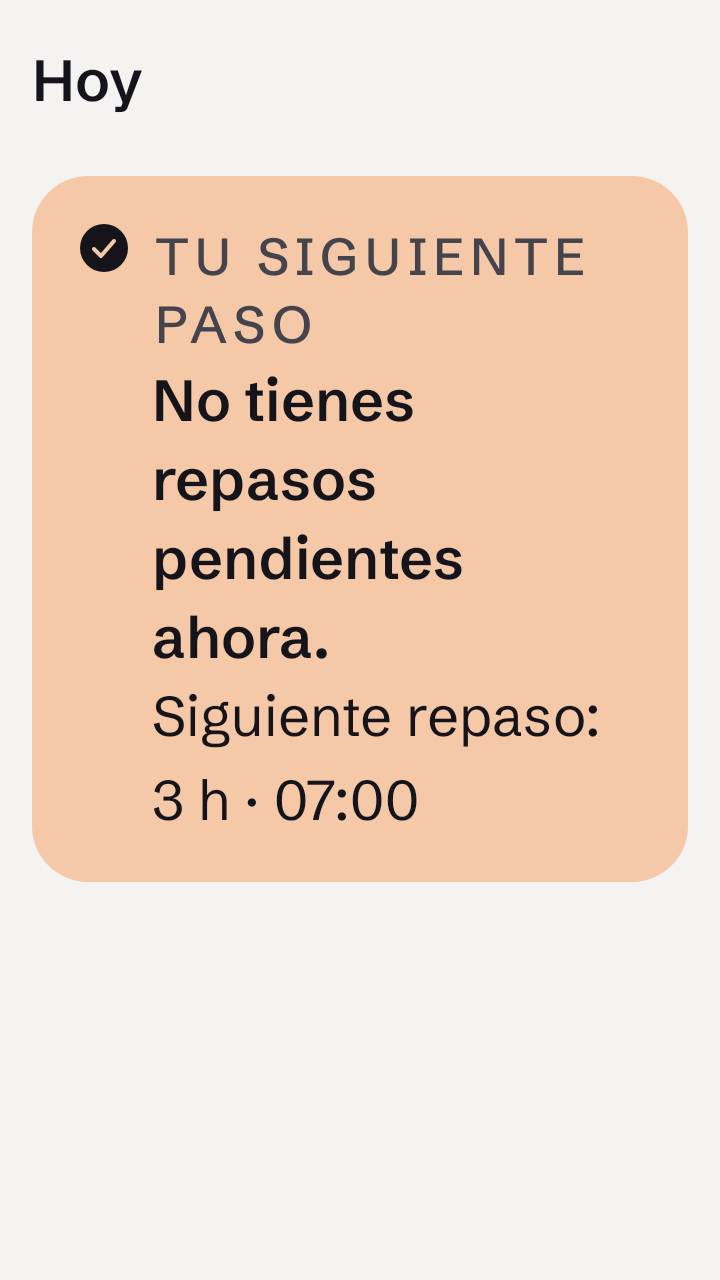 Hoy
TU SIGUIENTE
PASO
No tienes
repasos
pendientes
ahora.
Siguiente repaso:
3 h · 07:00